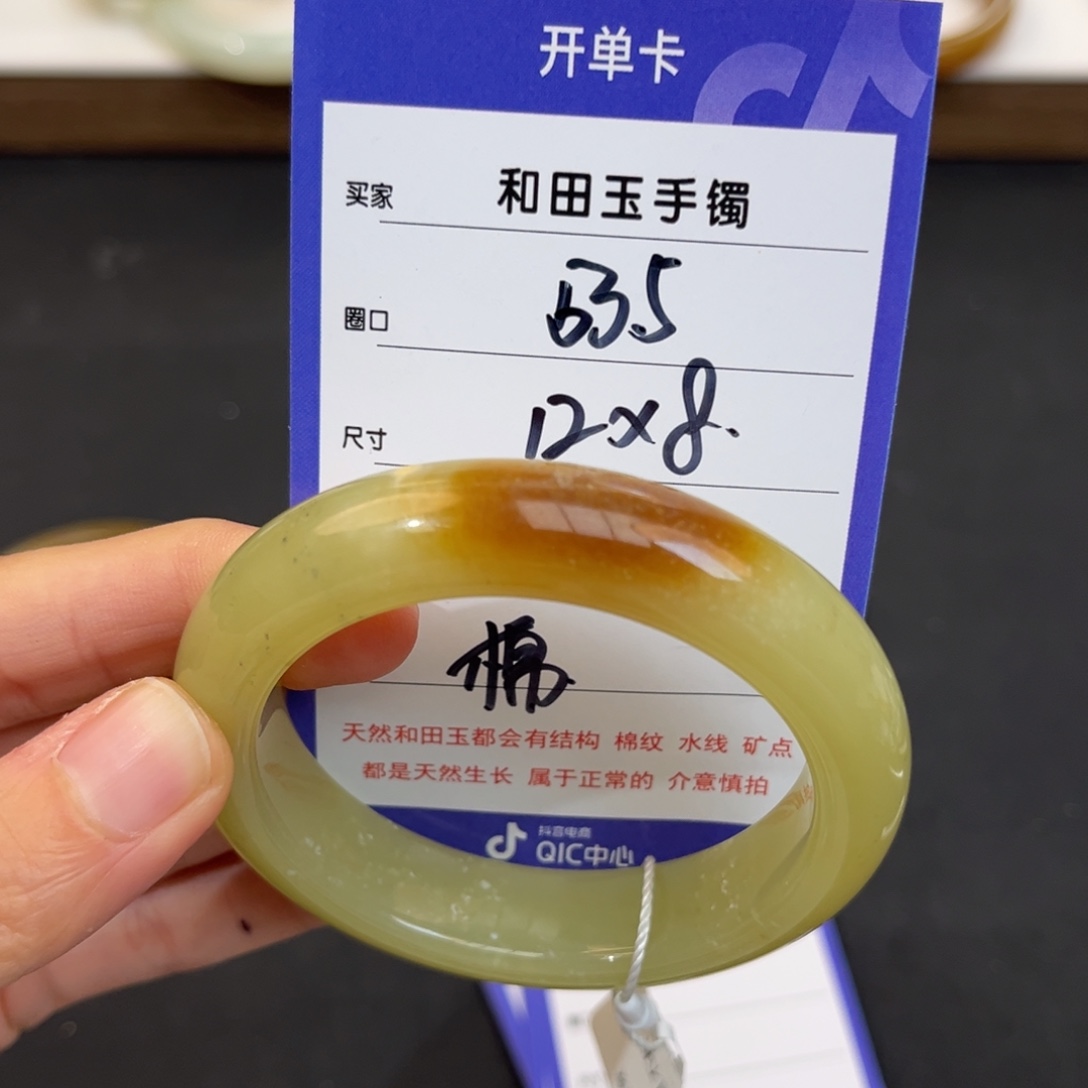 开单卡
买家 和田玉手镯
圈口 63.5
尺寸 12x8.
棉
天然和田玉都会有结构 棉纹 水线 矿点
都是天然生长 属于正常的 介意慎拍
抖音电商
QIC中心